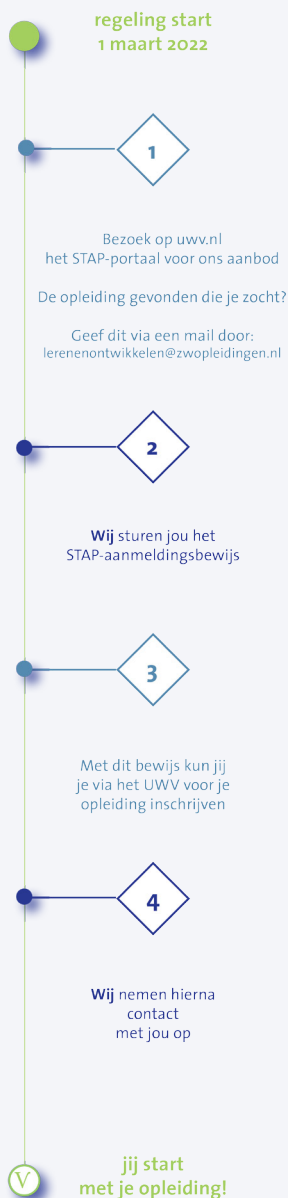 regeling start
1 maart 2022
1
Bezoek op uwv.nl
het STAP-portaal voor ons aanbod
De opleiding gevonden die je zocht?
Geef dit via een mail door:
lerenenontwikkelen@zwopleidingen.nl
2
Wij sturen jou het
STAP-aanmeldingsbewijs
3
Met dit bewijs kun jij
je via het UWV voor je
opleiding inschrijven
4
Wij nemen hierna
contact
met jou op
V
jij start
met je opleiding!